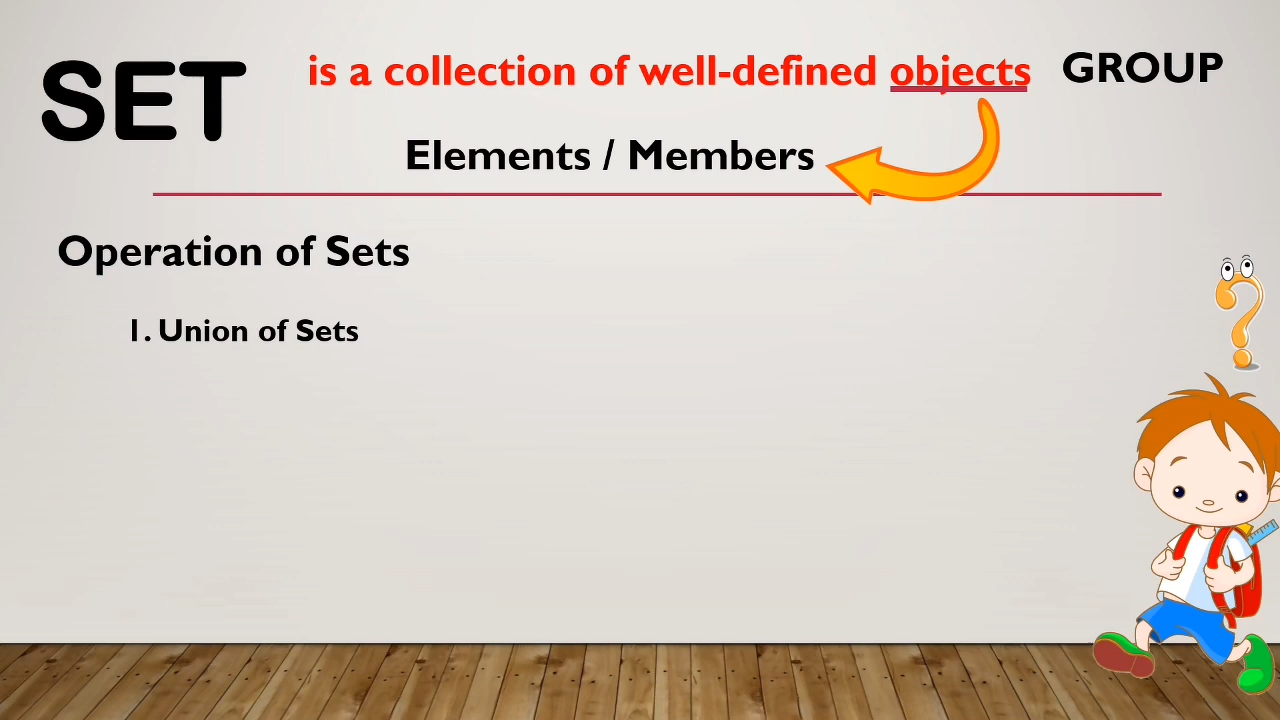 SET is a collection of well-defined objects GROUP
Elements / Members
Operation of Sets
1. Union of Sets